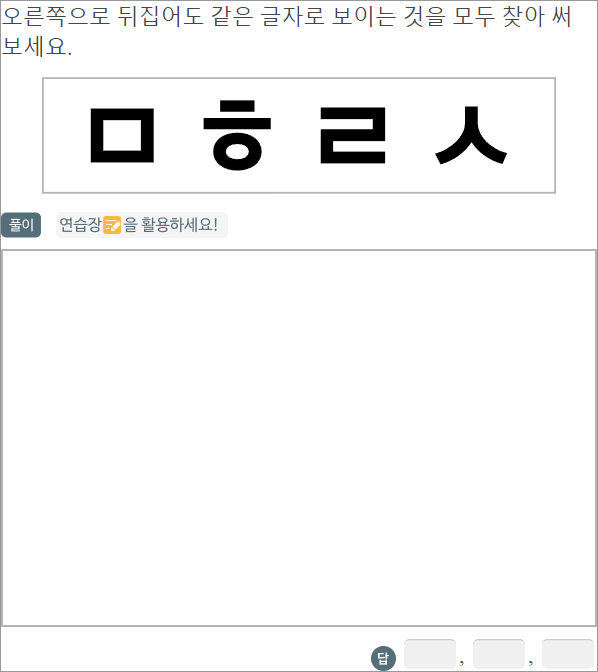 오른쪽으로 뒤집어도 같은 글자로 보이는 것을 모두 찾아 써
보세요.
ㅁ ㅎ ㄹ ㅅ
풀이 연습장📝을 활용하세요!
답 , ,